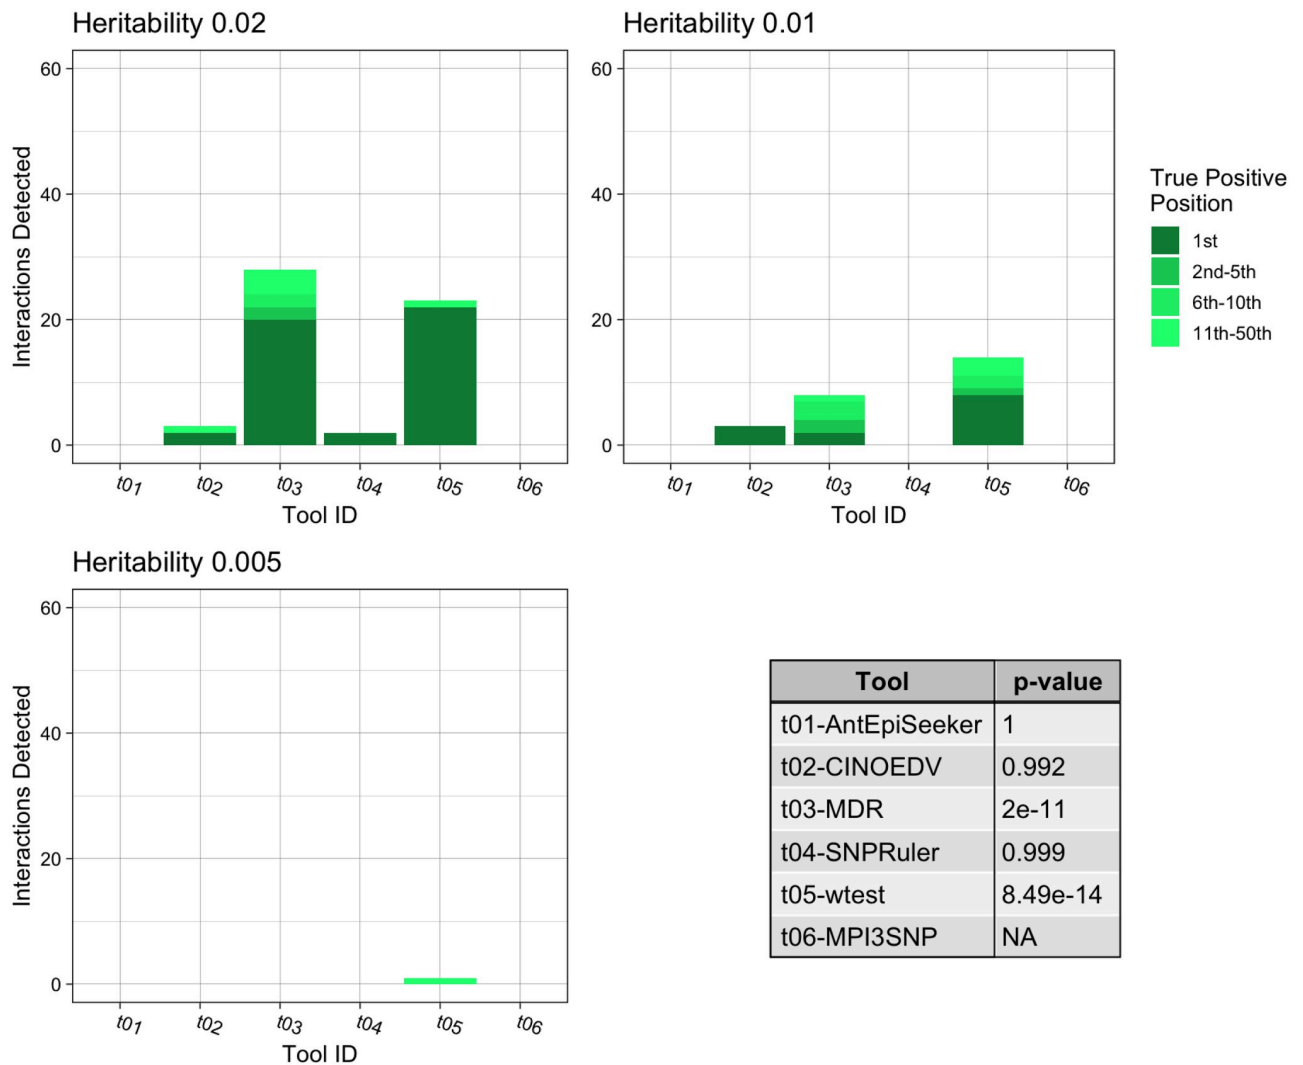 Heritability 0.02
Interactions Detected
60
40
20
0
t01 t02 t03 t04 t05 t06
Tool ID
Heritability 0.01
60
40
20
0
t01 t02 t03 t04 t05 t06
Tool ID
True Positive
Position
1st
2nd-5th
6th-10th
11th-50th
Heritability 0.005
Interactions Detected
60
40
20
0
t01 t02 t03 t04 t05 t06
Tool ID
Tool p-value
t01-AntEpiSeeker 1
t02-CINOEDV 0.992
t03-MDR 2e-11
t04-SNPRuler 0.999
t05-wtest 8.49e-14
t06-MPI3SNP NA